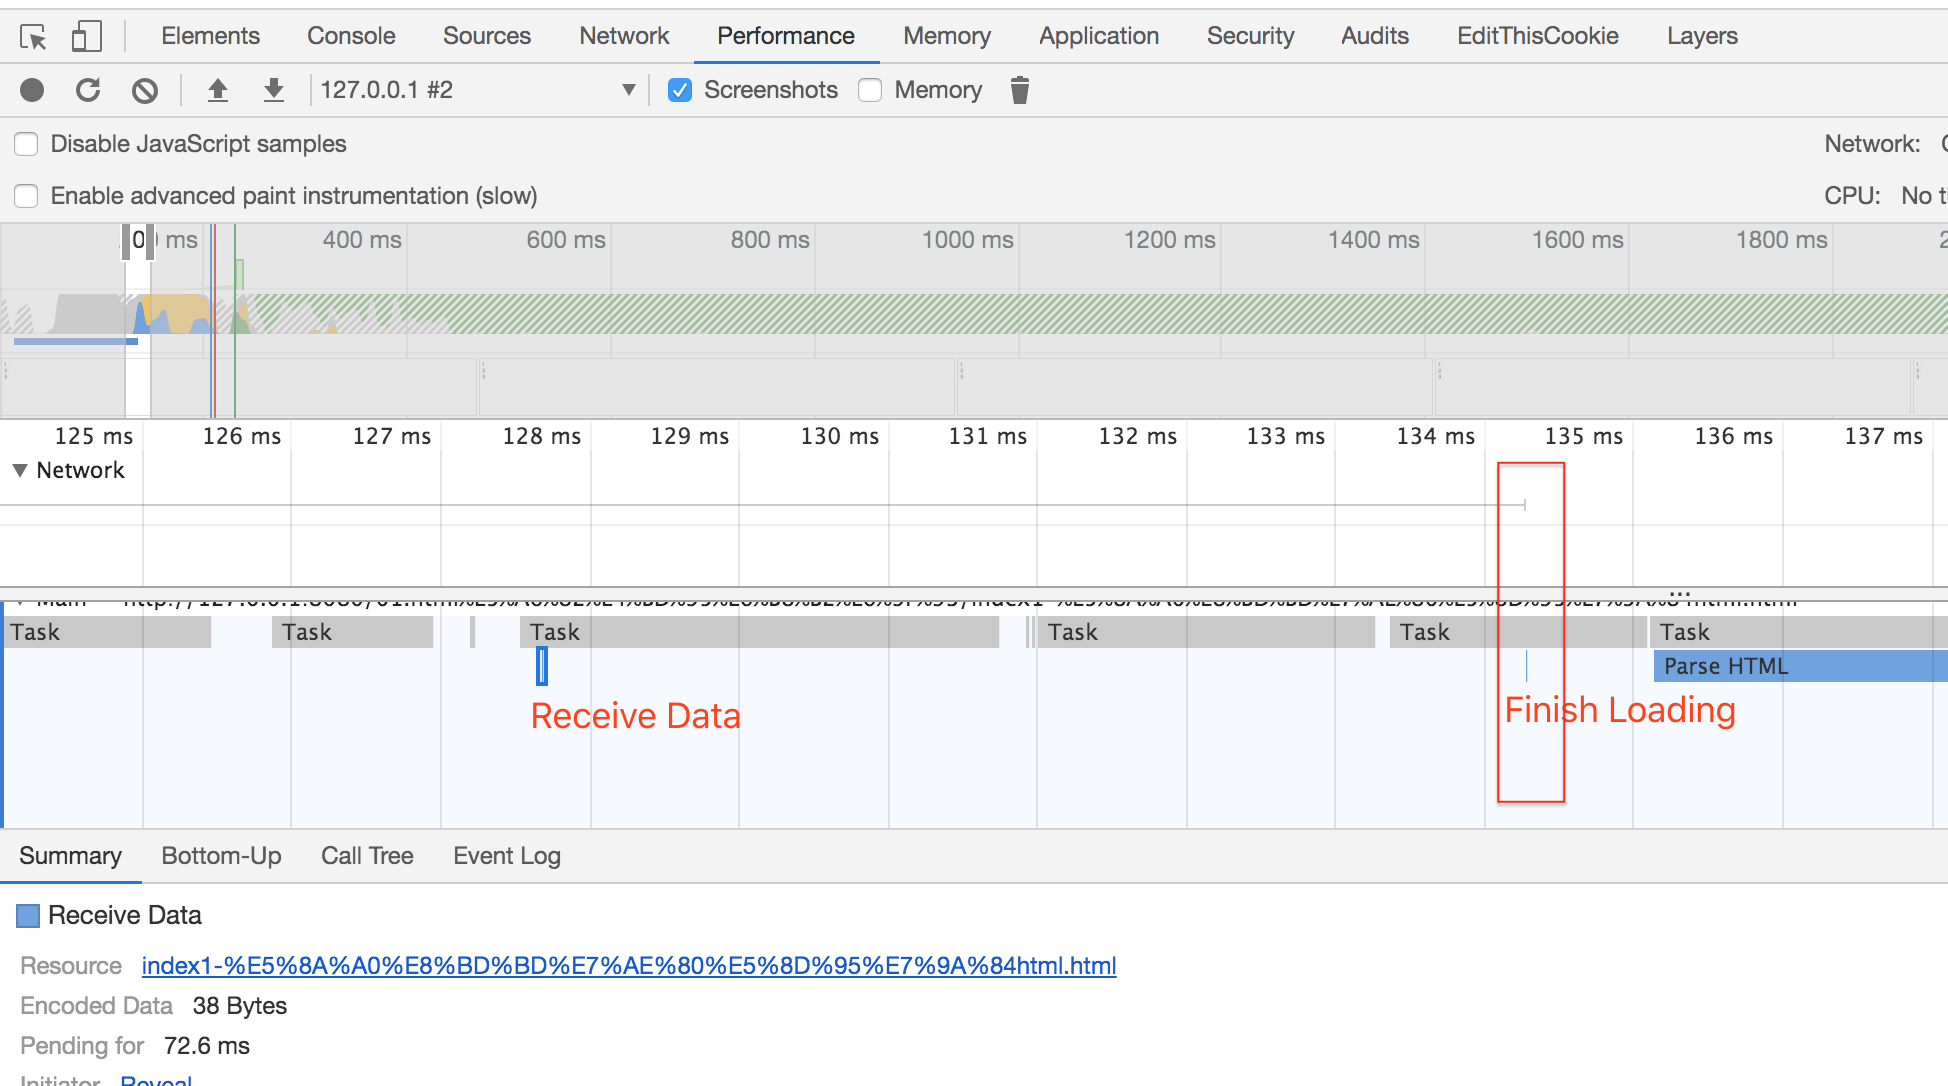 Elements Console Sources Network Performance Memory Application Security Audits EditThisCookie Layers
127.0.0.1 #2 Screenshots Memory
Disable JavaScript samples Network:
Enable advanced paint instrumentation (slow) CPU: No t
ms 400 ms 600 ms 800 ms 1000 ms 1200 ms 1400 ms 1600 ms 1800 ms
125 ms 126 ms 127 ms 128 ms 129 ms 130 ms 131 ms 132 ms 133 ms 134 ms 135 ms 136 ms 137 ms
Network
...
Task Task Task Task Task Task
Parse HTML
Receive Data Finish Loading
Summary Bottom-Up Call Tree Event Log
Receive Data
Resource index1-%E5%8A%A0%E8%BD%BD%E7%AE%80%E5%8D%95%E7%9A%84html.html
Encoded Data 38 Bytes
Pending for 72.6 ms
Initiator Reveal